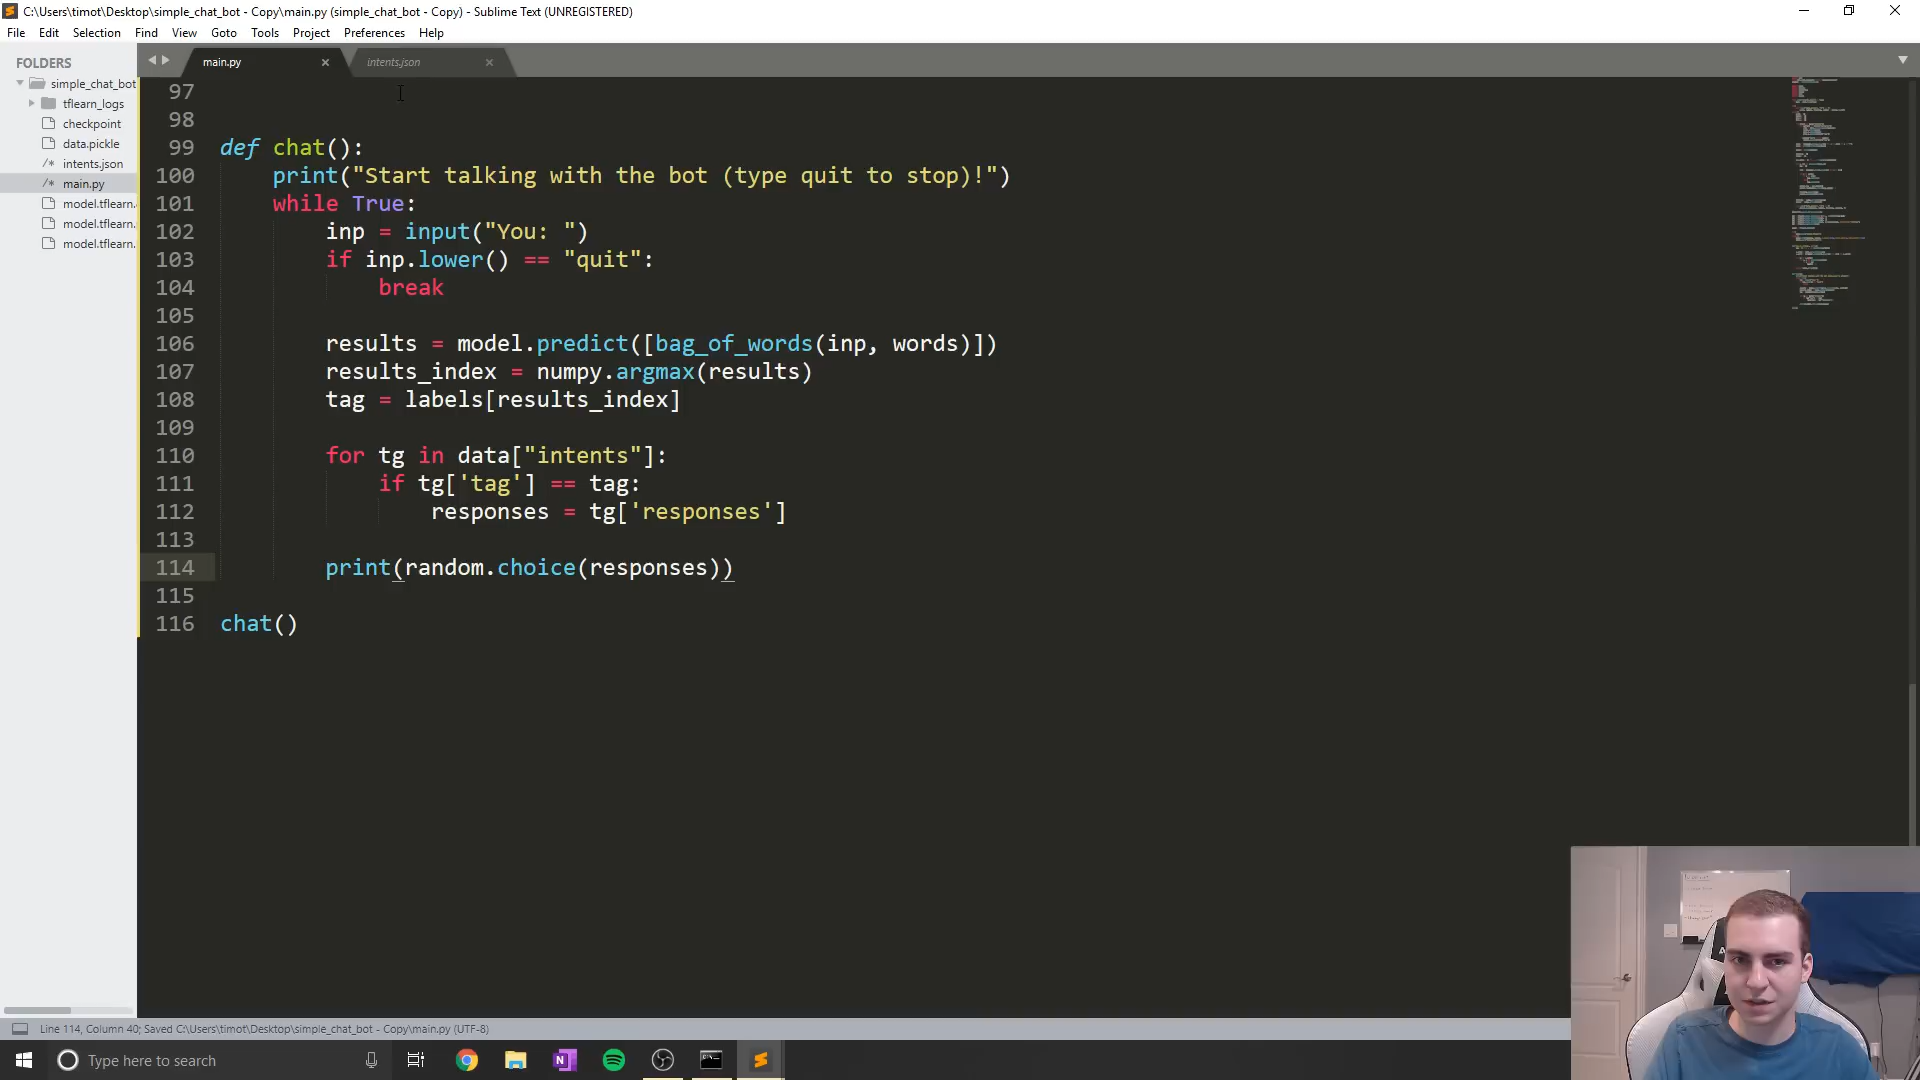 C:\Users\timot\Desktop\simple_chat_bot - Copy\main.py (simple_chat_bot - Copy) - Sublime Text (UNREGISTERED)
File Edit Selection Find View Goto Tools Project Preferences Help
FOLDERS
simple_chat_bot
tflearn_logs
checkpoint
data.pickle
/* intents.json
/* main.py
model.tflearn.
model.tflearn.
model.tflearn.
main.py
intents.json
97
98
99 def chat():
100 print("Start talking with the bot (type quit to stop)!")
101 while True:
102 inp = input("You: ")
103 if inp.lower() == "quit":
104 break
105
106 results = model.predict([bag_of_words(inp, words)])
107 results_index = numpy.argmax(results)
108 tag = labels[results_index]
109
110 for tg in data["intents"]:
111 if tg['tag'] == tag:
112 responses = tg['responses']
113
114 print(random.choice(responses))
115
116 chat()
Line 114, Column 40; Saved C:\Users\timot\Desktop\simple_chat_bot - Copy\main.py (UTF-8)
Type here to search